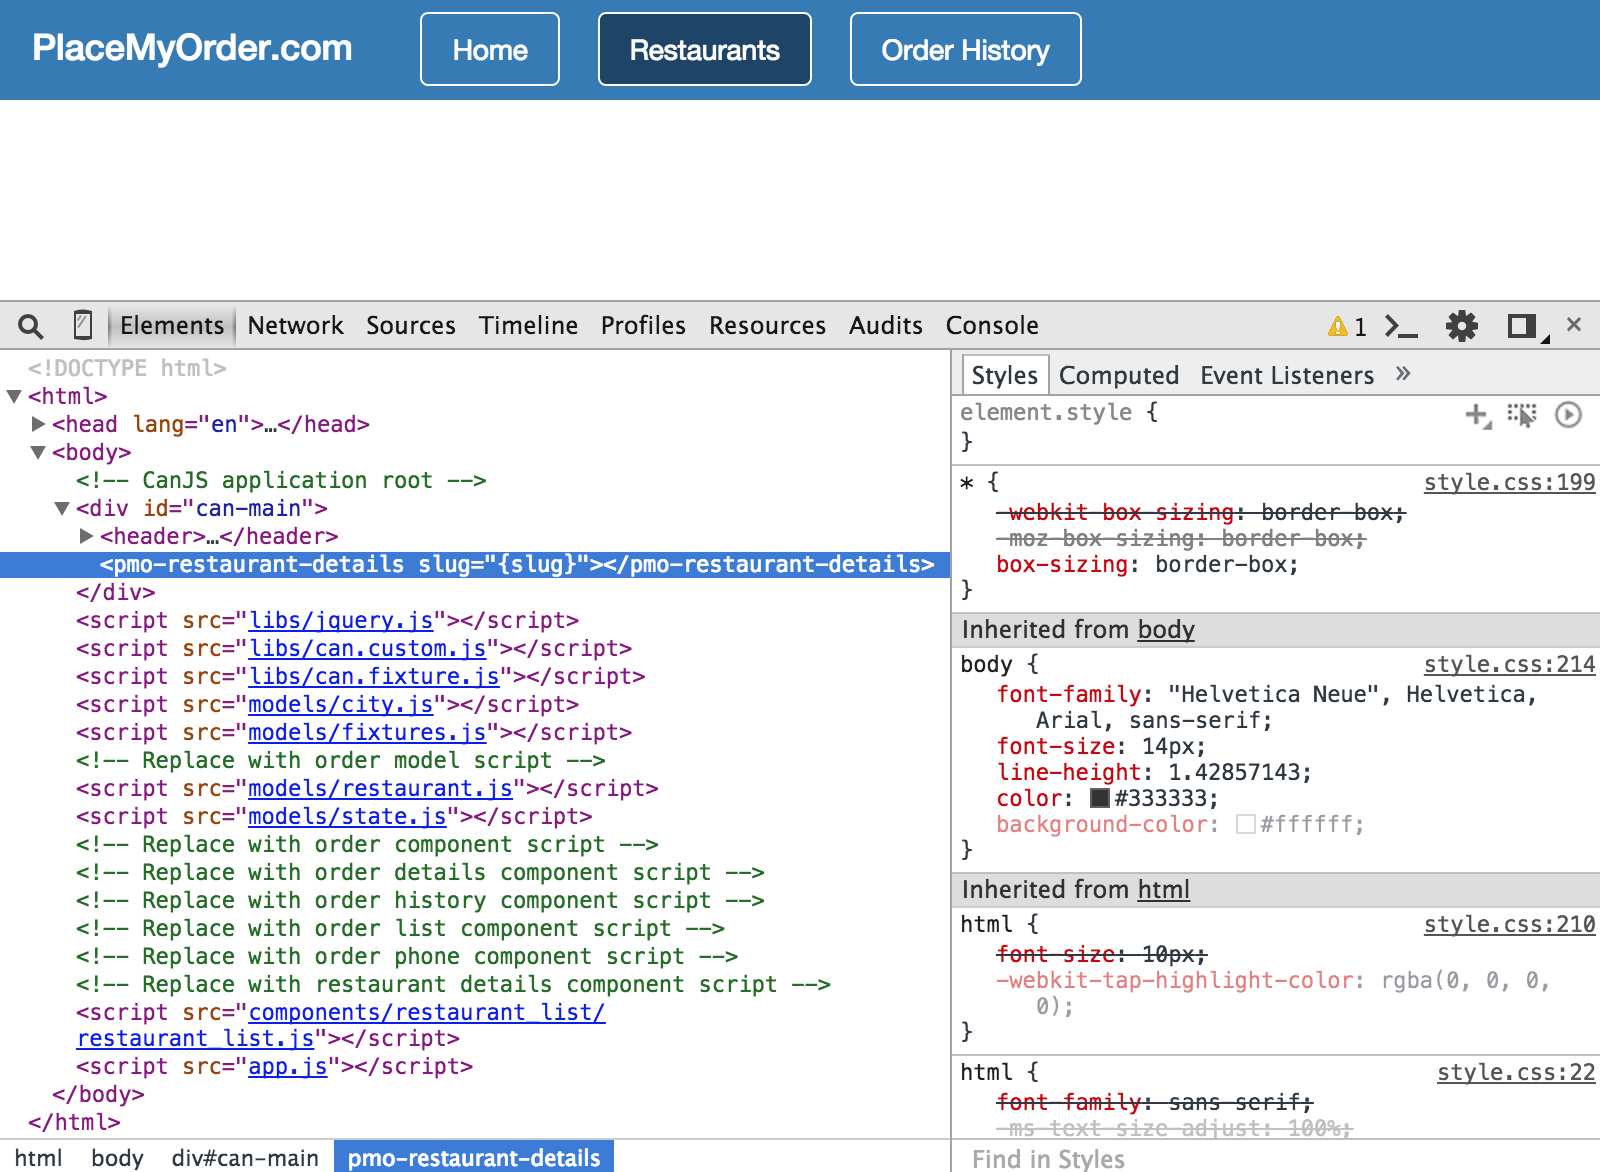 PlaceMyOrder.com Home Restaurants Order History
Elements Network Sources Timeline Profiles Resources Audits Console 1
<!DOCTYPE html>
<html>
<head lang="en">…</head>
<body>
<!-- CanJS application root -->
<div id="can-main">
<header>…</header>
<pmo-restaurant-details slug="{slug}"></pmo-restaurant-details>
</div>
<script src="libs/jquery.js"></script>
<script src="libs/can.custom.js"></script>
<script src="libs/can.fixture.js"></script>
<script src="models/city.js"></script>
<script src="models/fixtures.js"></script>
<!-- Replace with order model script -->
<script src="models/restaurant.js"></script>
<script src="models/state.js"></script>
<!-- Replace with order component script -->
<!-- Replace with order details component script -->
<!-- Replace with order history component script -->
<!-- Replace with order list component script -->
<!-- Replace with order phone component script -->
<!-- Replace with restaurant details component script -->
<script src="components/restaurant_list/
restaurant_list.js"></script>
<script src="app.js"></script>
</body>
</html>
html body div#can-main pmo-restaurant-details
Styles Computed Event Listeners »
element.style {
}
* { style.css:199
-webkit-box-sizing: border-box;
-moz-box-sizing: border-box;
box-sizing: border-box;
}
Inherited from body
body { style.css:214
font-family: "Helvetica Neue", Helvetica,
Arial, sans-serif;
font-size: 14px;
line-height: 1.42857143;
color: #333333;
background-color: #ffffff;
}
Inherited from html
html { style.css:210
font-size: 10px;
-webkit-tap-highlight-color: rgba(0, 0, 0,
0);
}
html { style.css:22
font-family: sans-serif;
-ms-text-size-adjust: 100%;
Find in Styles